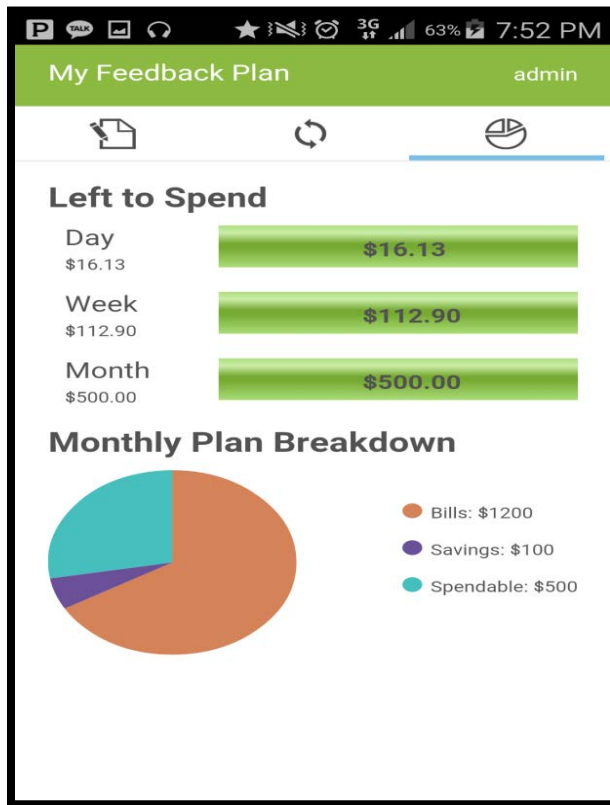 P TALK 3G 63% 7:52 PM
My Feedback Plan admin
Left to Spend
Day
$16.13
$16.13
Week
$112.90
$112.90
Month
$500.00
$500.00
Monthly Plan Breakdown
Bills: $1200
Savings: $100
Spendable: $500